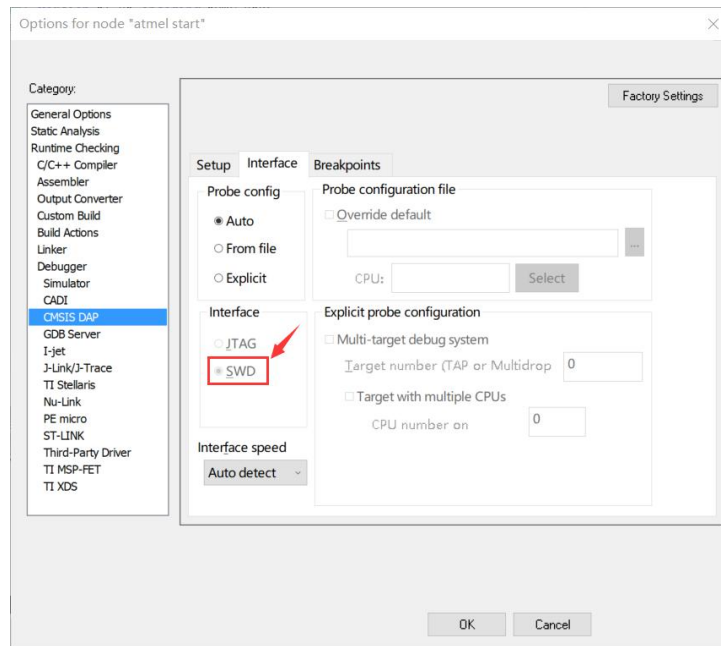 Options for node "atmel start"
Category:
Factory Settings
General Options
Static Analysis
Runtime Checking
C/C++ Compiler
Assembler
Output Converter
Custom Build
Build Actions
Linker
Debugger
Simulator
CADI
CMSIS DAP
GDB Server
I-jet
J-Link/J-Trace
TI Stellaris
Nu-Link
PE micro
ST-LINK
Third-Party Driver
TI MSP-FET
TI XDS
Setup Interface Breakpoints
Probe config
Auto
From file
Explicit
Probe configuration file
Override default
...
CPU: Select
Interface
JTAG
SWD
Explicit probe configuration
Multi-target debug system
Target number (TAP or Multidrop 0
Target with multiple CPUs
CPU number on 0
Interface speed
Auto detect
OK Cancel